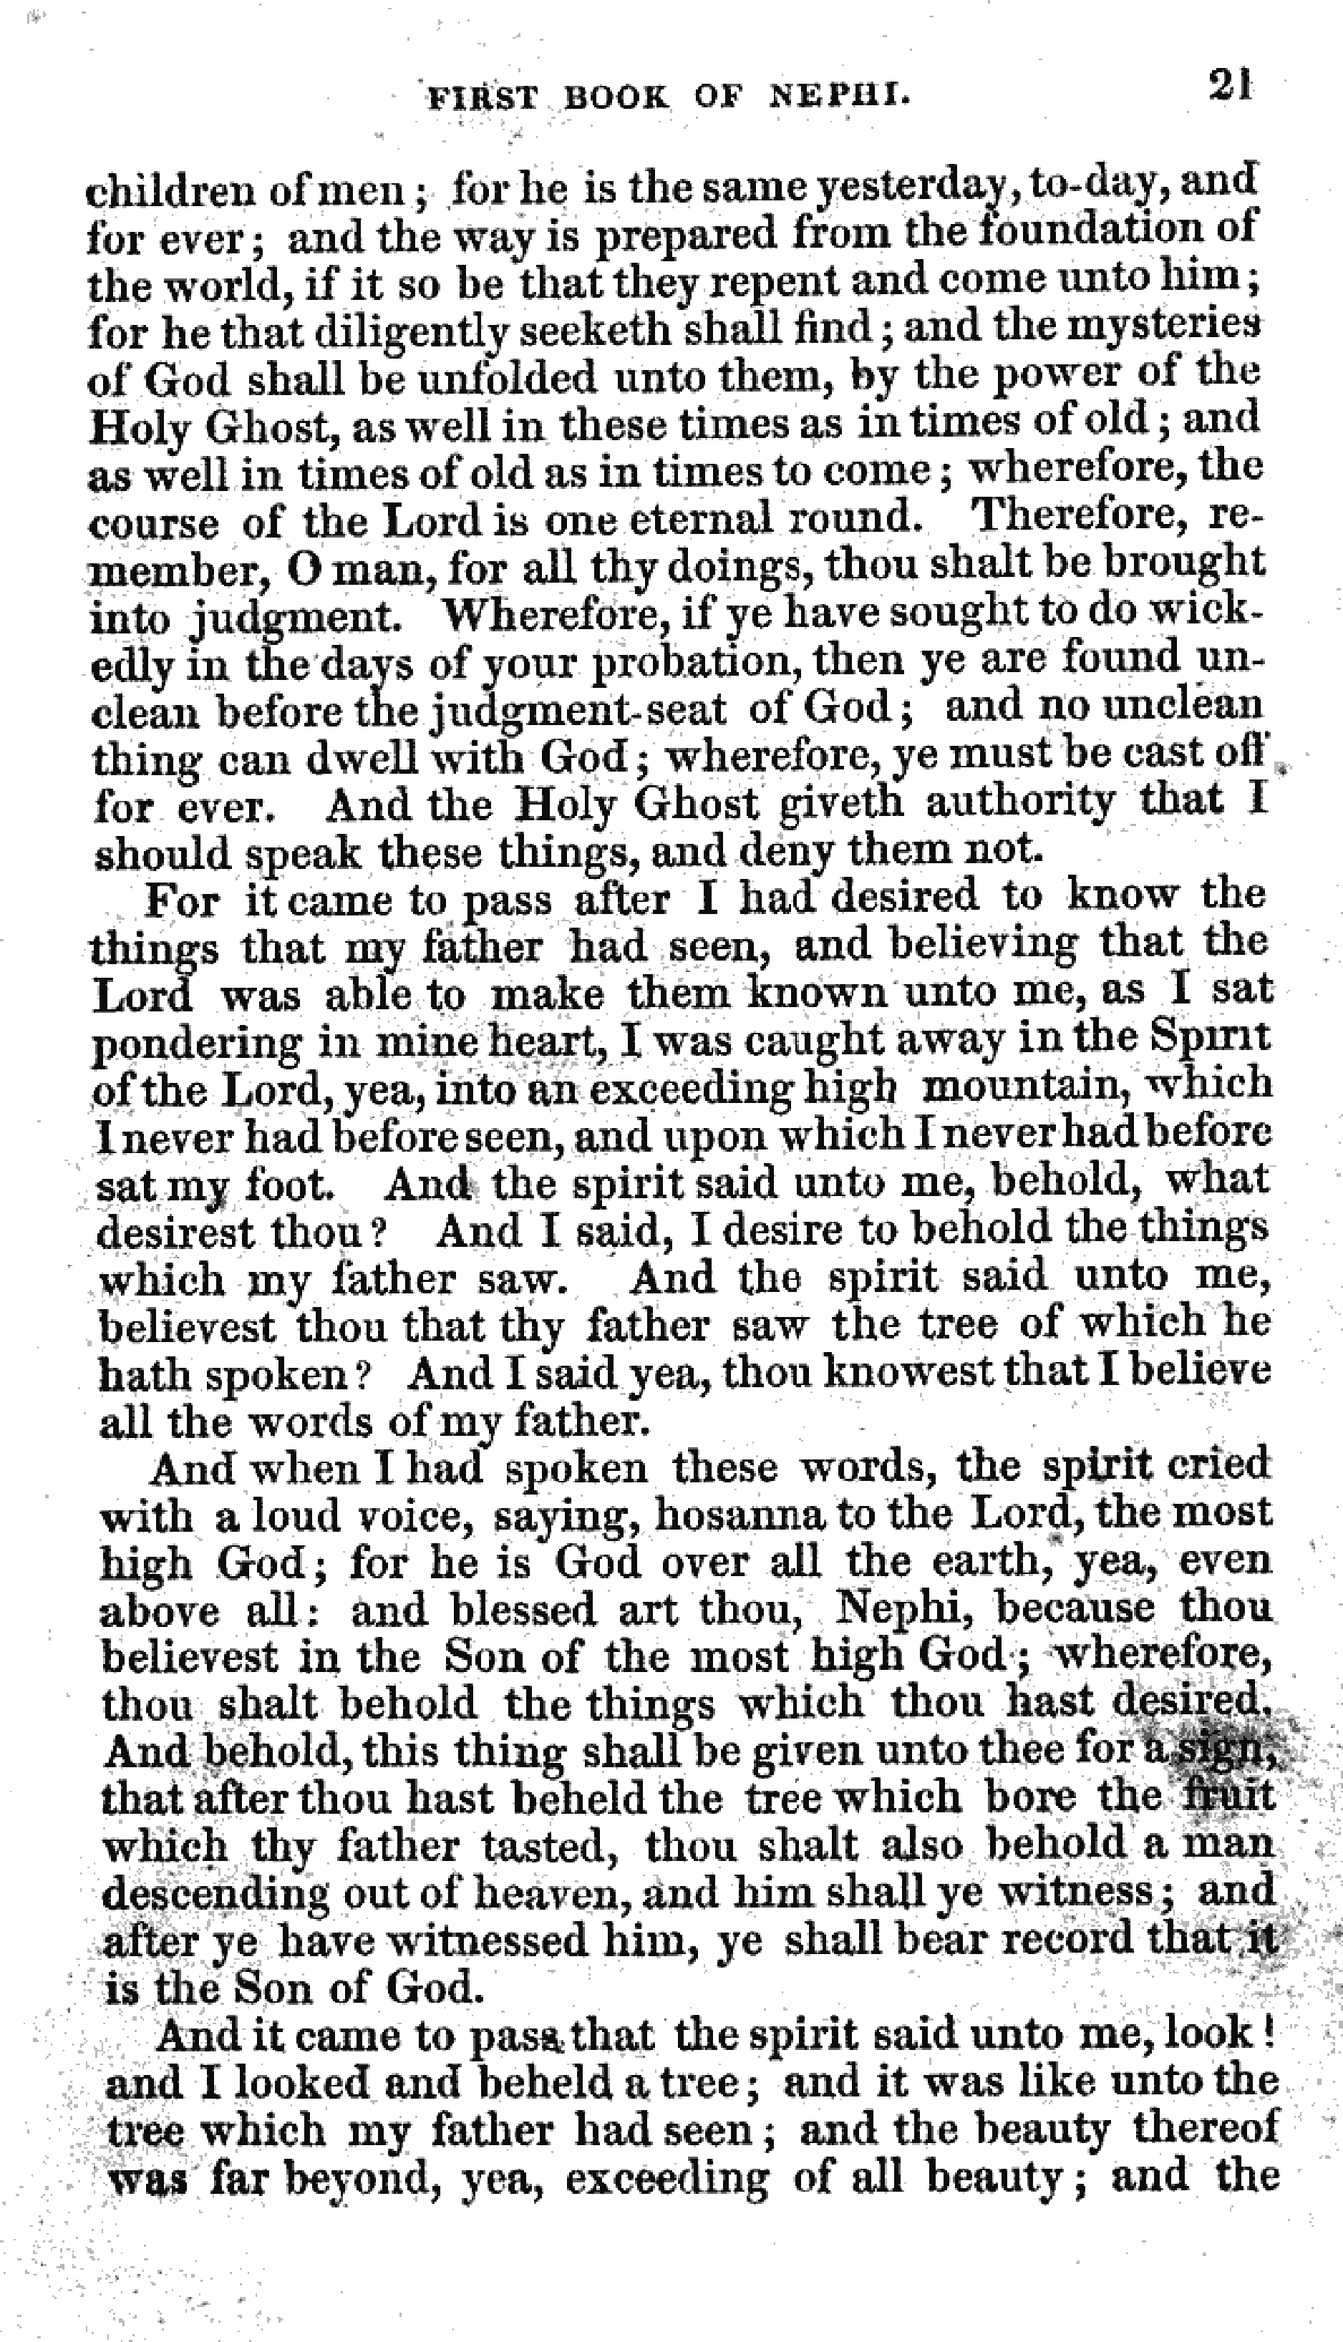 FIRST BOOK OF NEPHI. 21
children of men; for he is the same yesterday, to-day, and
for ever; and the way is prepared from the foundation of
the world, if it so be that they repent and come unto him;
for he that diligently seeketh shall find; and the mysteries
of God shall be unfolded unto them, by the power of the
Holy Ghost, as well in these times as in times of old; and
as well in times of old as in times to come; wherefore, the
course of the Lord is one eternal round. Therefore, re-
member, O man, for all thy doings, thou shalt be brought
into judgment. Wherefore, if ye have sought to do wick-
edly in the days of your probation, then ye are found un-
clean before the judgment-seat of God; and no unclean
thing can dwell with God; wherefore, ye must be cast off
for ever. And the Holy Ghost giveth authority that I
should speak these things, and deny them not.
For it came to pass after I had desired to know the
things that my father had seen, and believing that the
Lord was able to make them known unto me, as I sat
pondering in mine heart, I was caught away in the Spirit
of the Lord, yea, into an exceeding high mountain, which
I never had before seen, and upon which I never had before
sat my foot. And the spirit said unto me, behold, what
desirest thou? And I said, I desire to behold the things
which my father saw. And the spirit said unto me,
believest thou that thy father saw the tree of which he
hath spoken? And I said yea, thou knowest that I believe
all the words of my father.
And when I had spoken these words, the spirit cried
with a loud voice, saying, hosanna to the Lord, the most
high God; for he is God over all the earth, yea, even
above all: and blessed art thou, Nephi, because thou
believest in the Son of the most high God; wherefore,
thou shalt behold the things which thou hast desired.
And behold, this thing shall be given unto thee for a sign,
that after thou hast beheld the tree which bore the fruit
which thy father tasted, thou shalt also behold a man
descending out of heaven, and him shall ye witness; and
after ye have witnessed him, ye shall bear record that it
is the Son of God.
And it came to pass that the spirit said unto me, look!
and I looked and beheld a tree; and it was like unto the
tree which my father had seen; and the beauty thereof
was far beyond, yea, exceeding of all beauty; and the